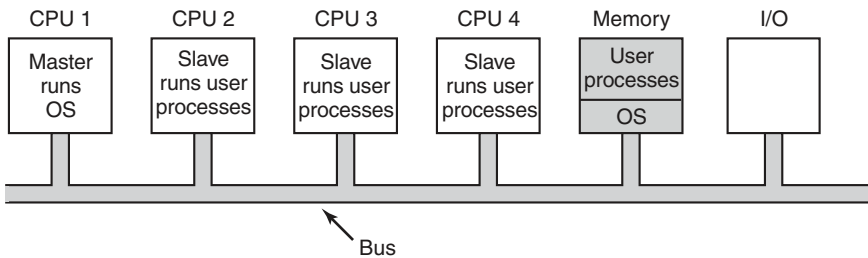 CPU 1
CPU 2
CPU 3
CPU 4
Memory
I/O
Master
runs
OS
Slave
runs user
processes
Slave
runs user
processes
Slave
runs user
processes
User
processes
OS
Bus